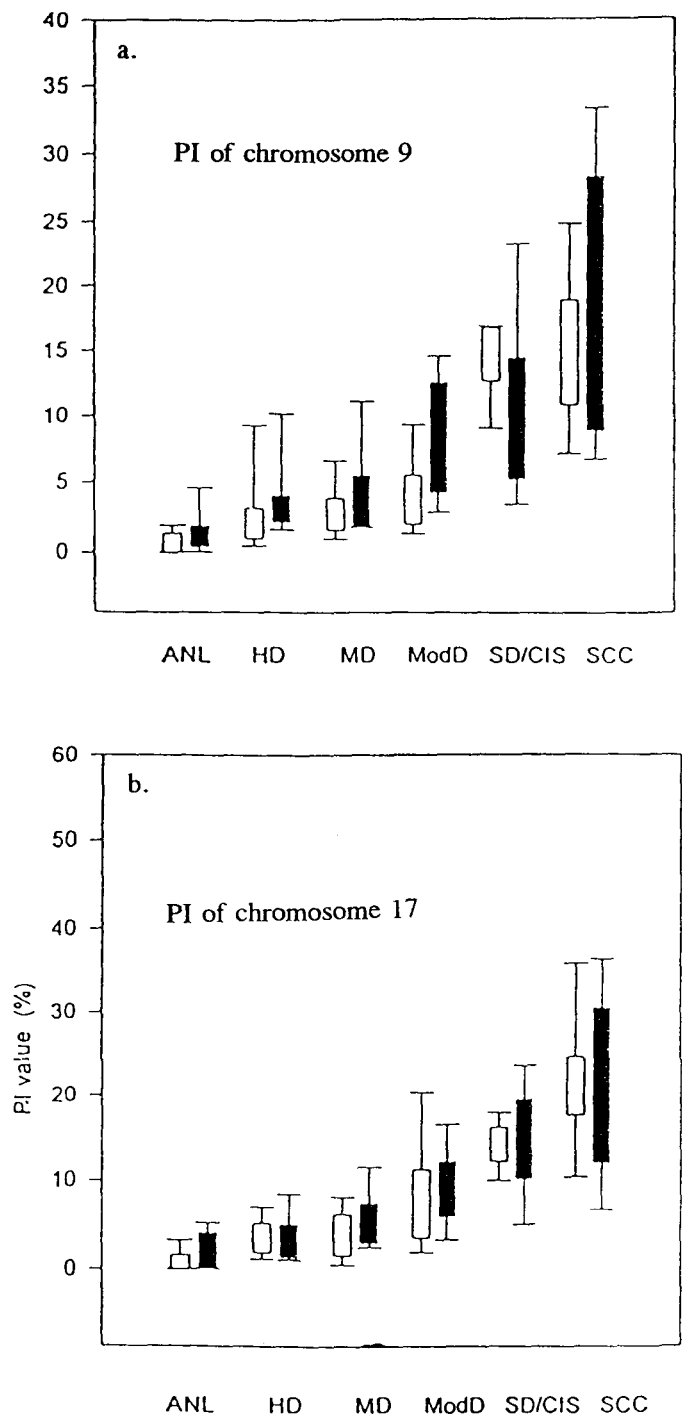 40
a.
35
30
PI of chromosome 9
25
20
15
10
5
0
ANL HD MD ModD SD/CIS SCC
60
b.
50
40
PI of chromosome 17
30
PI value (%)
20
10
0
ANL HD MD ModD SD/CIS SCC